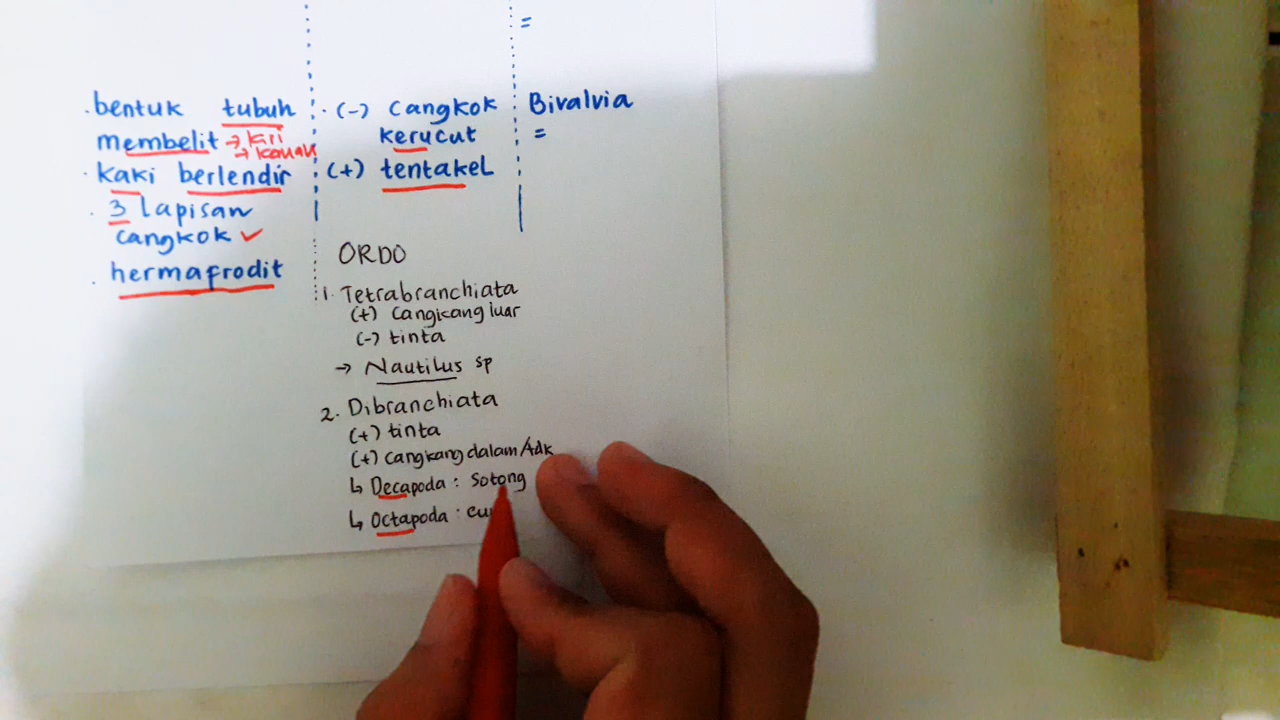 =
.bentuk tubuh
membelit → kiri
→ kanan
. kaki berlendir
. 3 lapisan
cangkok ✓
. hermafrodit
. (-) cangkok
kerucut
(+) tentakel
ORDO
1. Tetrabranchiata
(+) cangkang luar
(-) tinta
→ Nautilus sp
2. Dibranchiata
(+) tinta
(+) cangkang dalam/Adk
↳ Decapoda : Sotong
↳ Octapoda :
Bivalvia
=